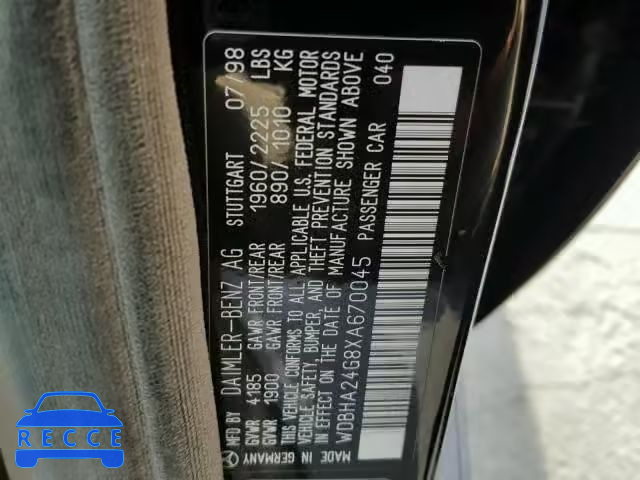 MFG BY DAIMLER-BENZ AG STUTTGART 07/98
GVWR 4185 GAWR FRONT/REAR 1960/2225 LBS
GVWR 1900 GAWR FRONT/REAR 890/1010 KG
THIS VEHICLE CONFORMS TO ALL APPLICABLE U.S. FEDERAL MOTOR
VEHICLE SAFETY, BUMPER, AND THEFT PREVENTION STANDARDS
IN EFFECT ON THE DATE OF MANUFACTURE SHOWN ABOVE
WDBHA24G8XA670045 PASSENGER CAR 040
MADE IN GERMANY
RECCE